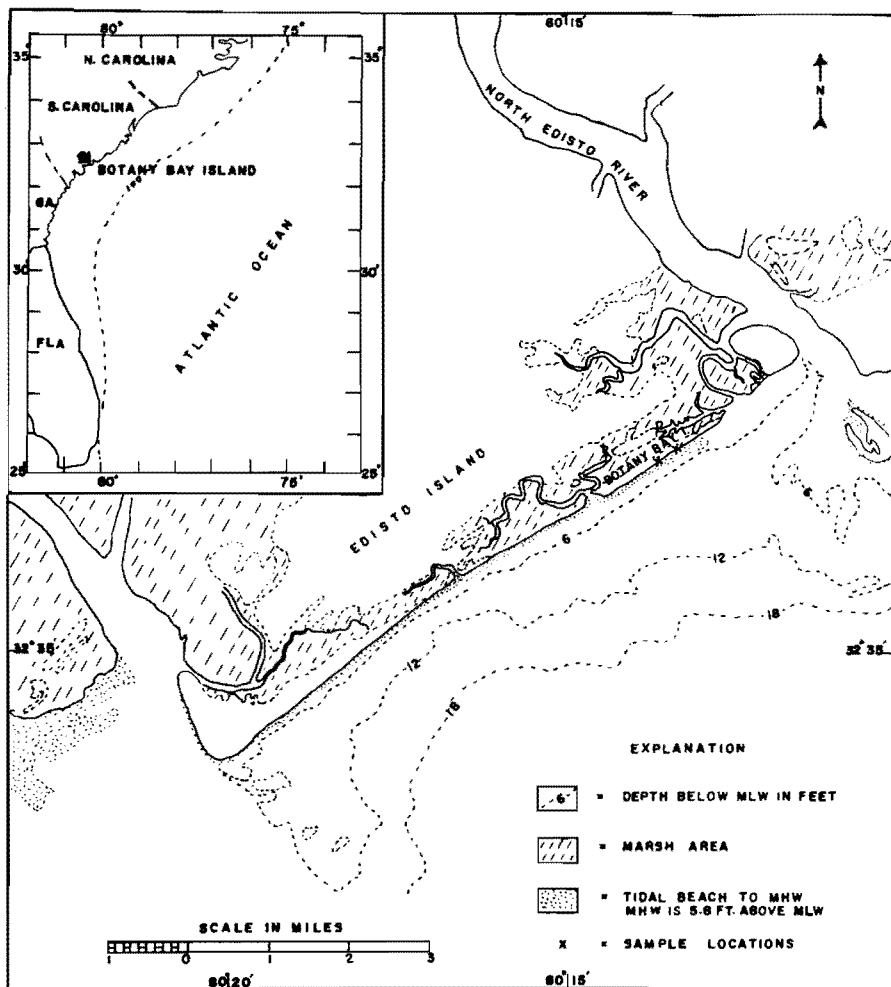 80° 75°
35° 35°
N. CAROLINA
S. CAROLINA
BOTANY BAY ISLAND
GA.
ATLANTIC OCEAN
30° 30°
FLA
25° 25°
80° 75°
60°15'
N
NORTH EDISTO RIVER
BOTANY BAY I.
EDISTO ISLAND
6
6
12
18
12
18
32° 35' 32° 35'
EXPLANATION
6 = DEPTH BELOW MLW IN FEET
= MARSH AREA
= TIDAL BEACH TO MHW
MHW IS 5.8 FT. ABOVE MLW
X = SAMPLE LOCATIONS
SCALE IN MILES
1 0 1 2 3
80°20' 60°15'